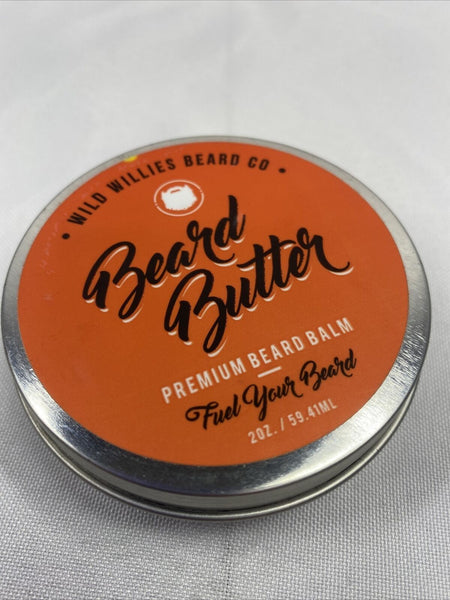 • WILD WILLIES BEARD CO •
Beard
Butter
PREMIUM BEARD BALM
Fuel Your Beard
2OZ. / 59.41ML